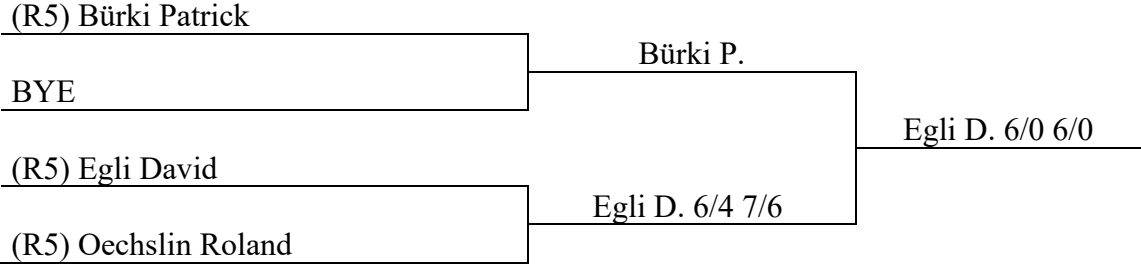 (R5) Bürki Patrick
Bürki P.
BYE
Egli D. 6/0 6/0
(R5) Egli David
Egli D. 6/4 7/6
(R5) Oechslin Roland